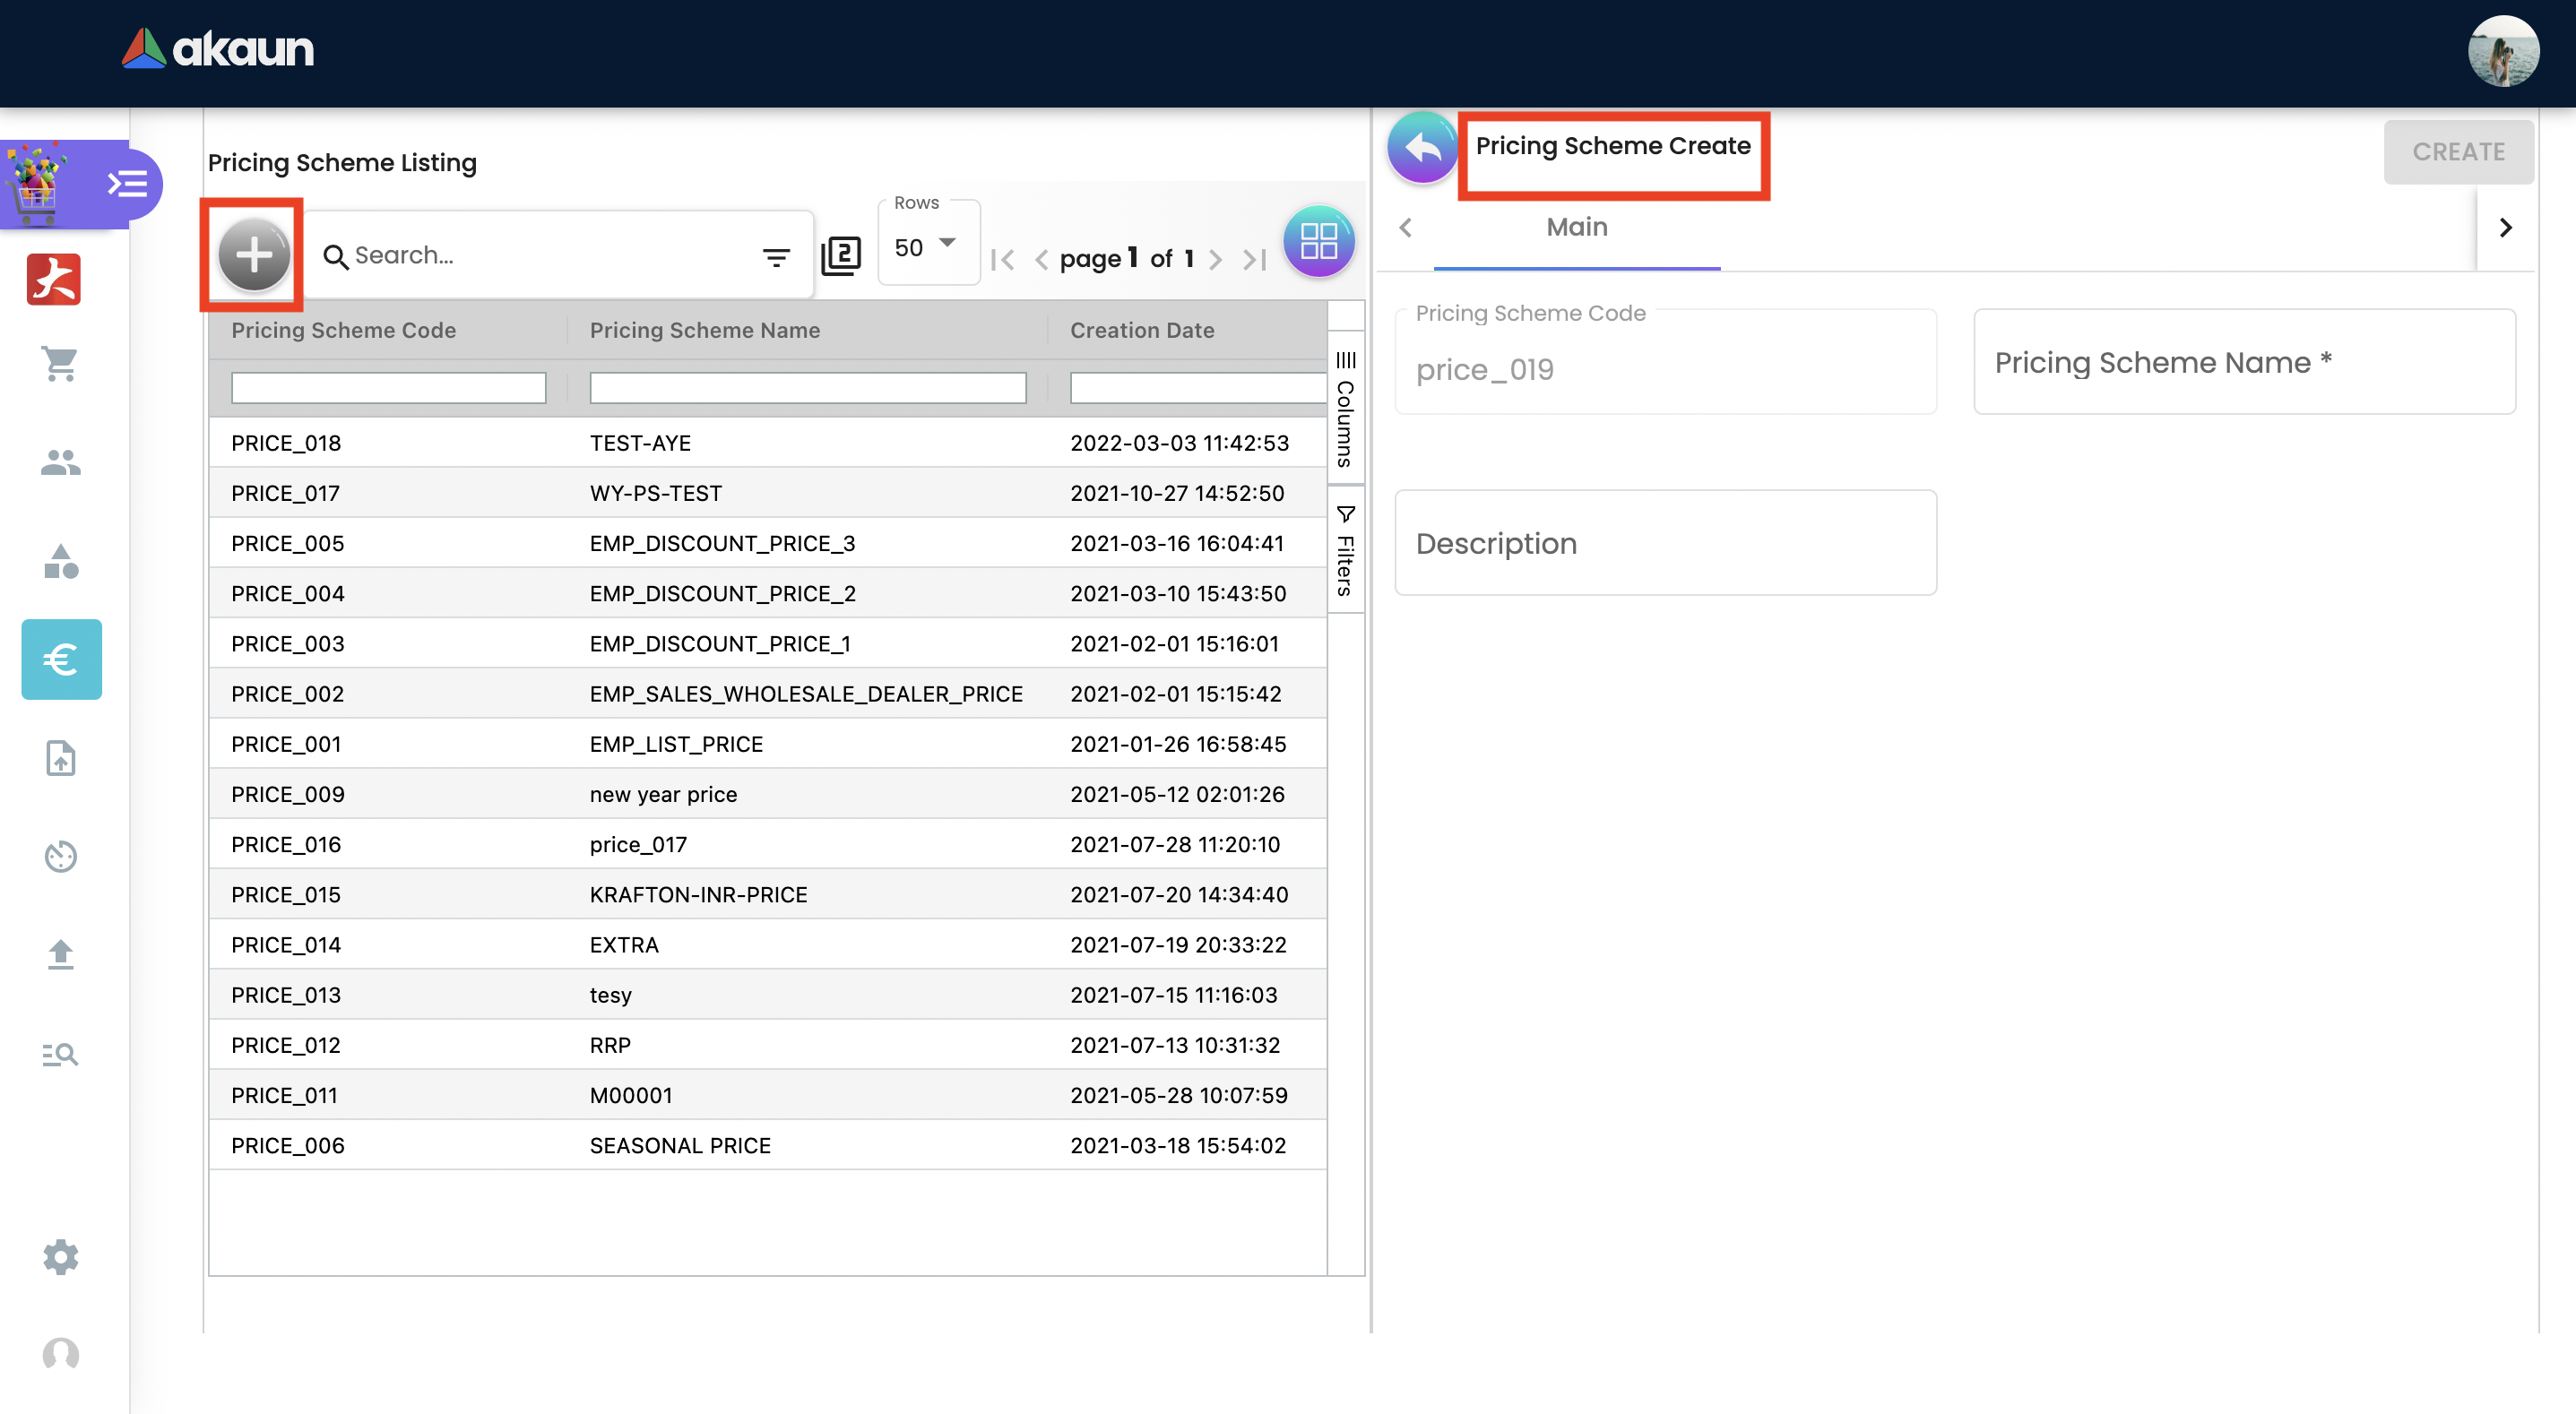 akaun
Pricing Scheme Listing
Search...
2
Rows
50
page 1 of 1
Pricing Scheme Code Pricing Scheme Name Creation Date
PRICE_018 TEST-AYE 2022-03-03 11:42:53
PRICE_017 WY-PS-TEST 2021-10-27 14:52:50
PRICE_005 EMP_DISCOUNT_PRICE_3 2021-03-16 16:04:41
PRICE_004 EMP_DISCOUNT_PRICE_2 2021-03-10 15:43:50
PRICE_003 EMP_DISCOUNT_PRICE_1 2021-02-01 15:16:01
PRICE_002 EMP_SALES_WHOLESALE_DEALER_PRICE 2021-02-01 15:15:42
PRICE_001 EMP_LIST_PRICE 2021-01-26 16:58:45
PRICE_009 new year price 2021-05-12 02:01:26
PRICE_016 price_017 2021-07-28 11:20:10
PRICE_015 KRAFTON-INR-PRICE 2021-07-20 14:34:40
PRICE_014 EXTRA 2021-07-19 20:33:22
PRICE_013 tesy 2021-07-15 11:16:03
PRICE_012 RRP 2021-07-13 10:31:32
PRICE_011 M00001 2021-05-28 10:07:59
PRICE_006 SEASONAL PRICE 2021-03-18 15:54:02
Columns
Filters
Pricing Scheme Create
CREATE
Main
Pricing Scheme Code
price_019
Pricing Scheme Name *
Description